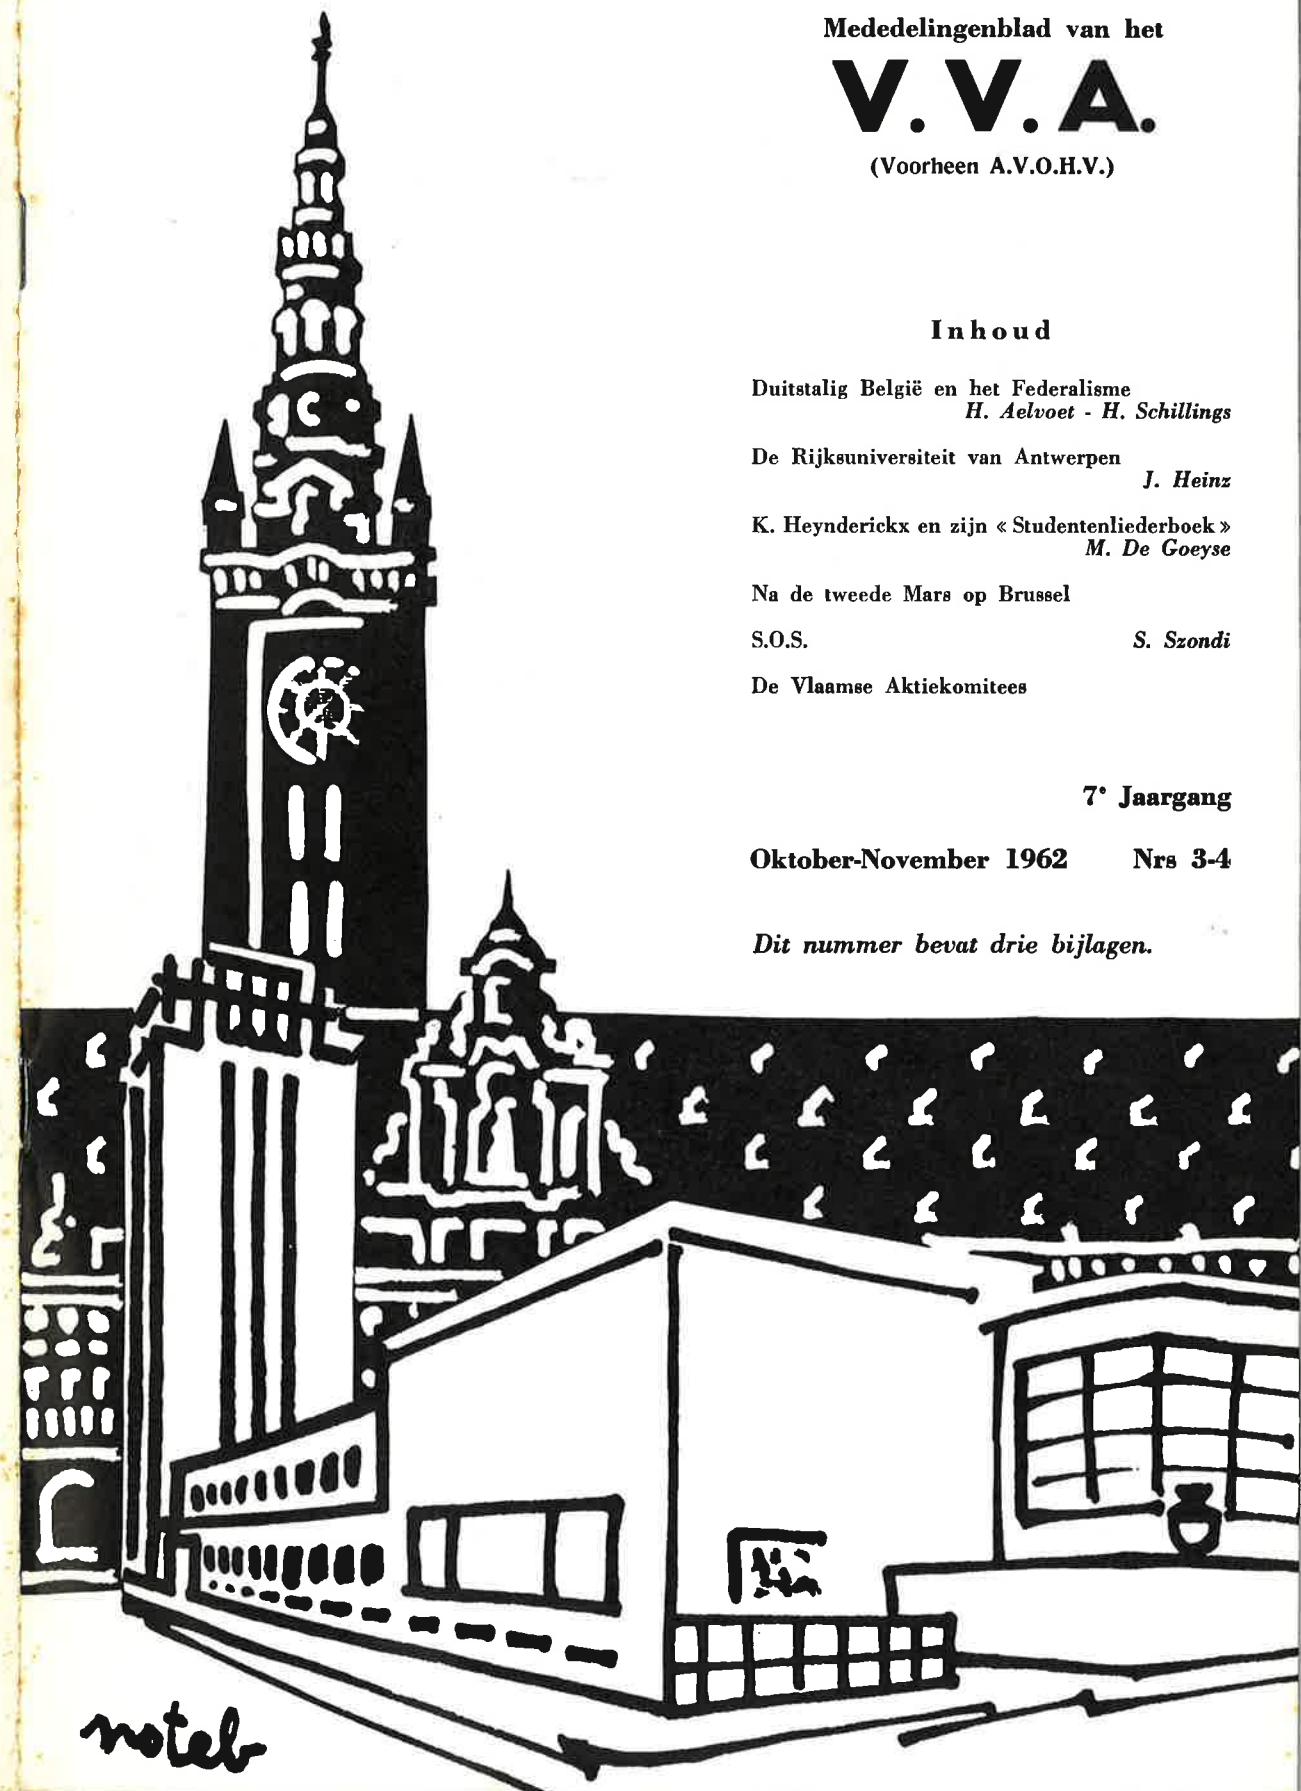 Mededelingenblad van het
V. V. A.
(Voorheen A.V.O.H.V.)
Inhoud
Duitstalig België en het Federalisme
H. Aelvoet - H. Schillings
De Rijksuniversiteit van Antwerpen
J. Heinz
K. Heynderickx en zijn « Studentenliederboek »
M. De Goeyse
Na de tweede Mars op Brussel
S.O.S. S. Szondi
De Vlaamse Aktiekomitees
7e Jaargang
Oktober-November 1962 Nrs 3-4
Dit nummer bevat drie bijlagen.
noteb